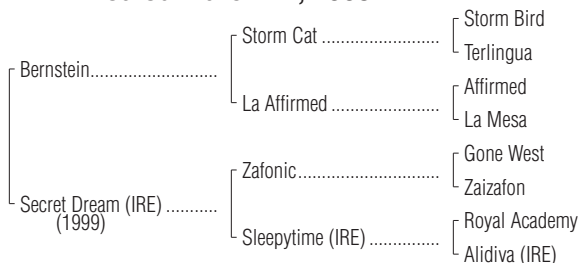 Storm Bird
Storm Cat ........................
Terlingua
Bernstein..........................
Affirmed
La Affirmed ......................
La Mesa
Gone West
Zafonic.............................
Zaizafon
Secret Dream (IRE) ..........
(1999)
Royal Academy
Sleepytime (IRE) ..............
Alidiva (IRE)